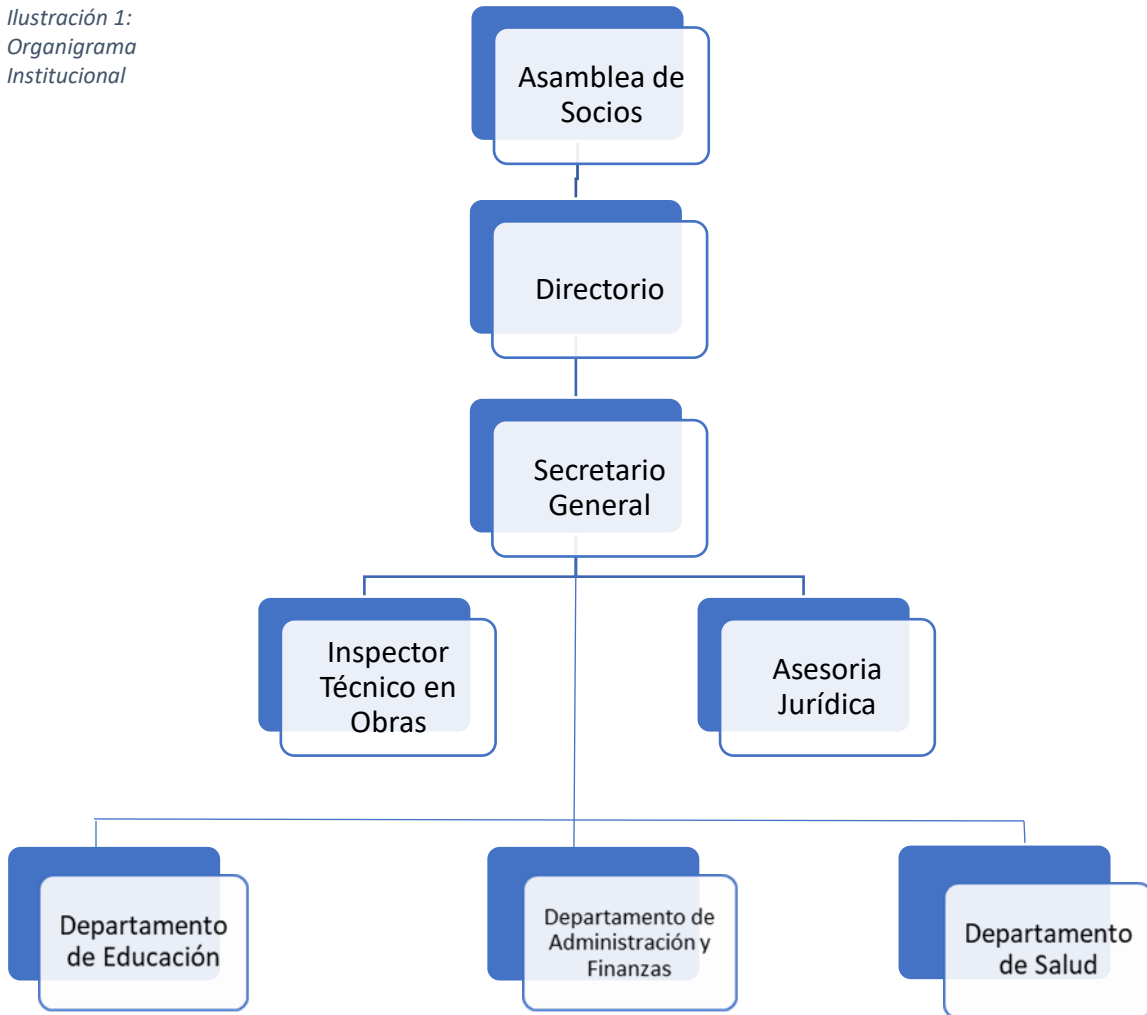 Ilustración 1:
Organigrama
Institucional
Asamblea de
Socios
Directorio
Secretario
General
Inspector
Técnico en
Obras
Asesoria
Jurídica
Departamento
de Educación
Departamento de
Administración y
Finanzas
Departamento
de Salud